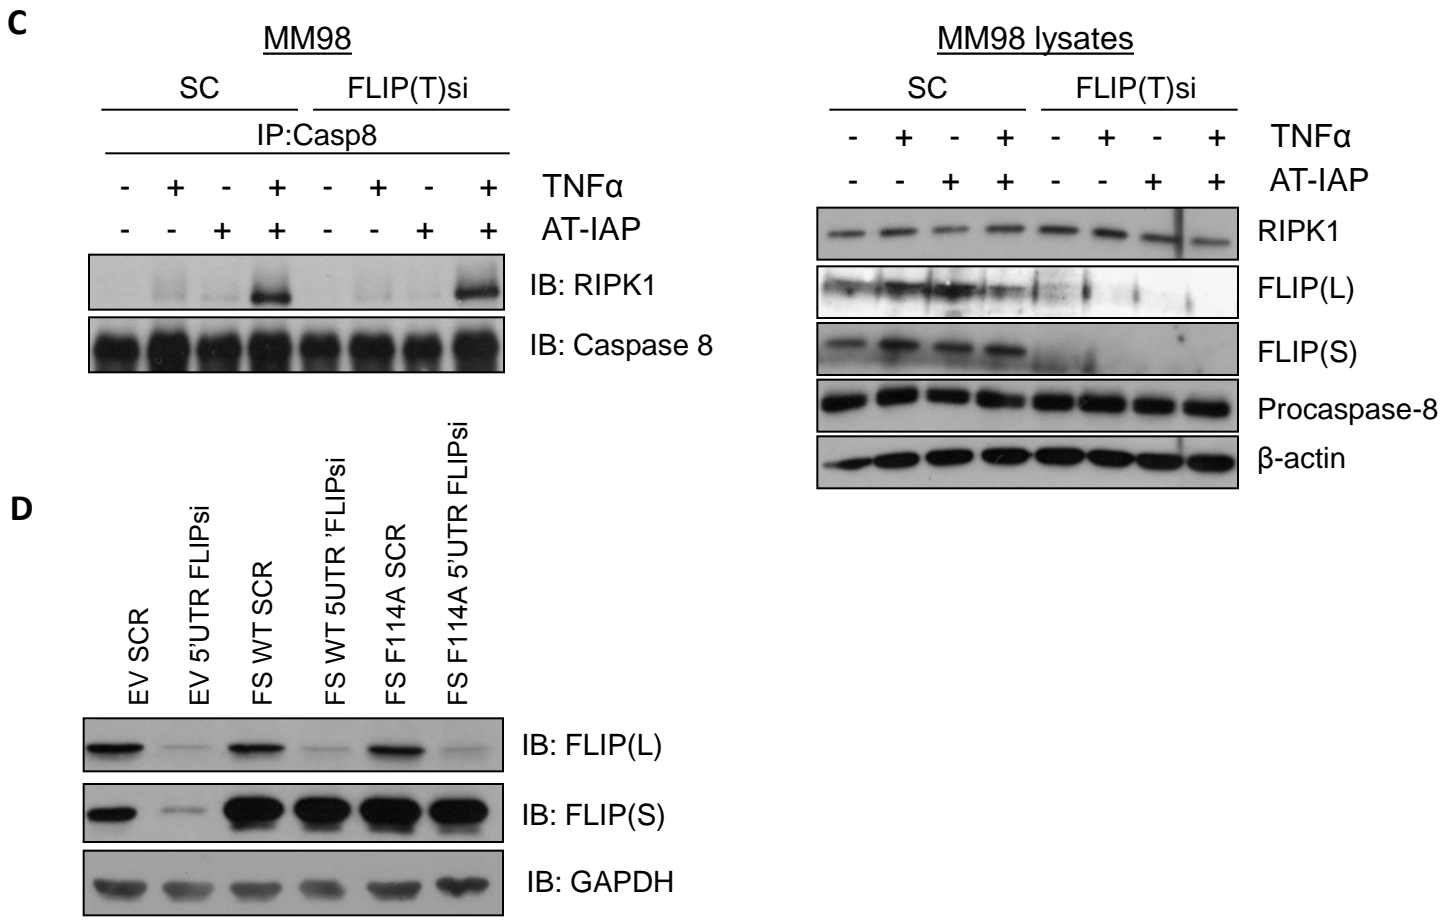 C
MM98
SC FLIP(T)si
IP:Casp8
- + - + - + - + TNFα
- - + + - - + + AT-IAP
IB: RIPK1
IB: Caspase 8
MM98 lysates
SC FLIP(T)si
- + - + - + - + TNFα
- - + + - - + + AT-IAP
RIPK1
FLIP(L)
FLIP(S)
Procaspase-8
β-actin
D
EV SCR
EV 5’UTR FLIPsi
FS WT SCR
FS WT 5UTR ’FLIPsi
FS F114A SCR
FS F114A 5’UTR FLIPsi
IB: FLIP(L)
IB: FLIP(S)
IB: GAPDH